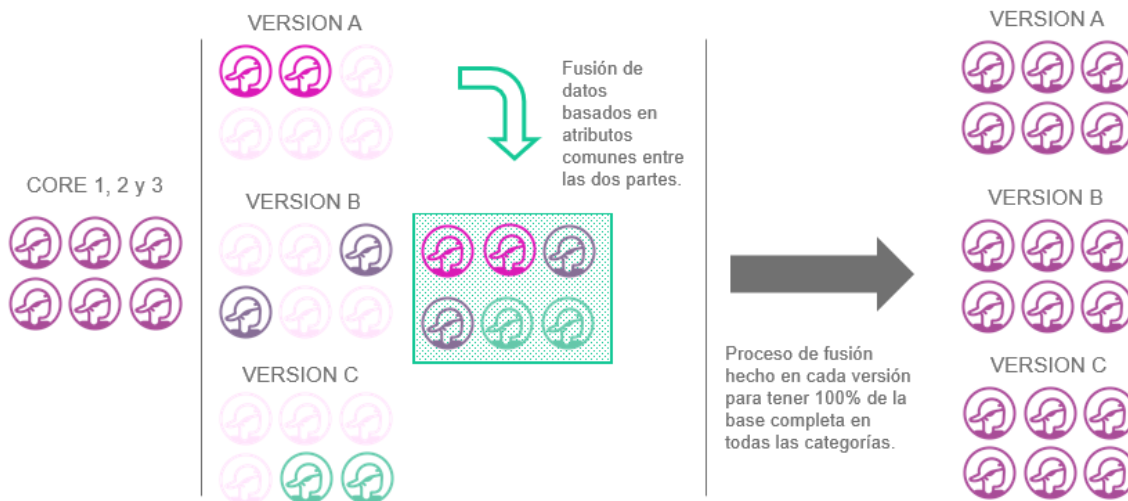 CORE 1, 2 y 3
VERSION A
VERSION B
VERSION C
Fusión de
datos
basados en
atributos
comunes entre
las dos partes.
Proceso de fusión
hecho en cada versión
para tener 100% de la
base completa en
todas las categorías.
VERSION A
VERSION B
VERSION C